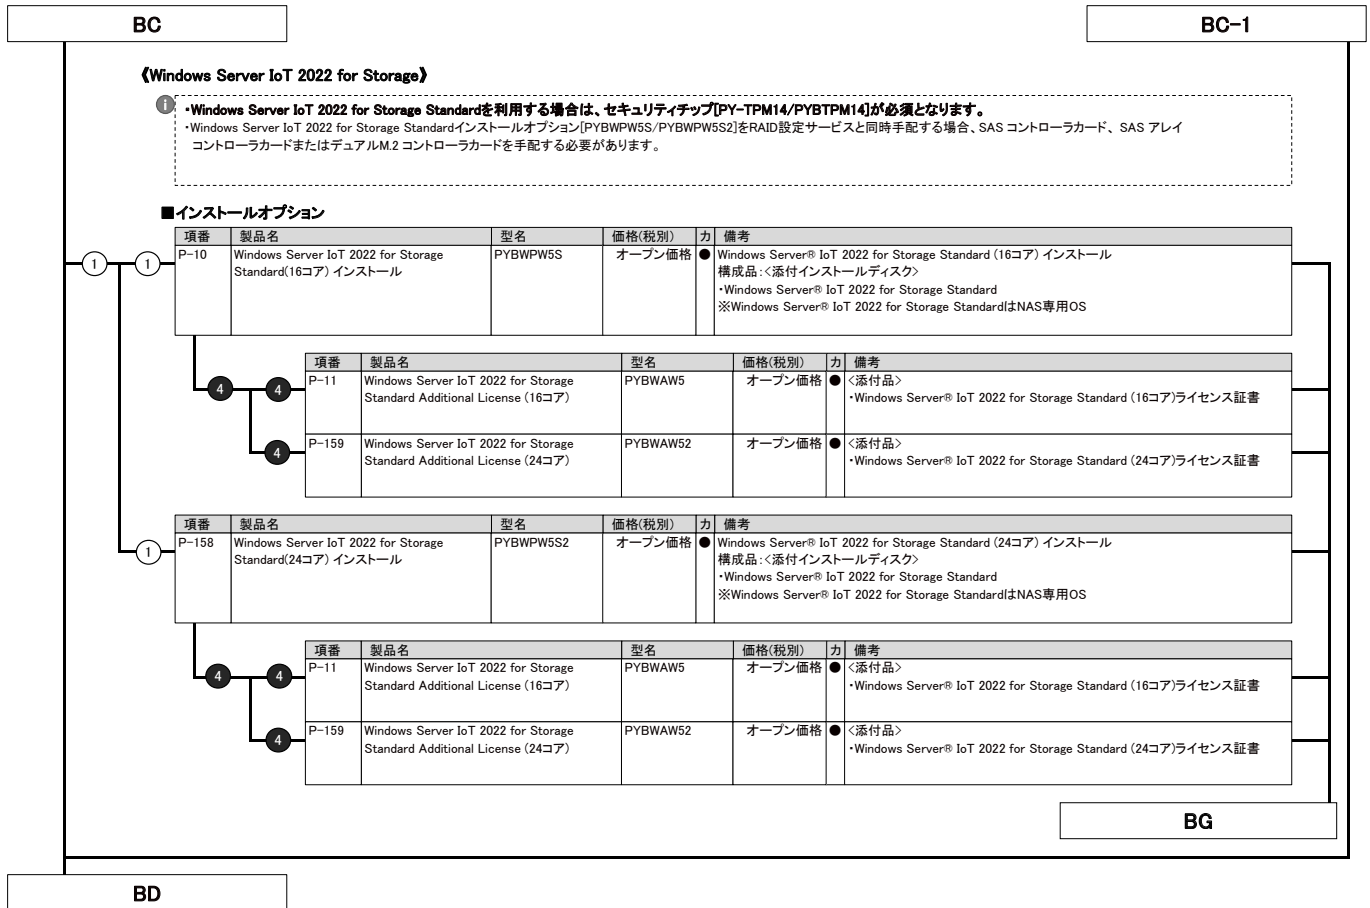 BC
BC-1
《Windows Server IoT 2022 for Storage》
i
・Windows Server IoT 2022 for Storage Standardを利用する場合は、セキュリティチップ[PY-TPM14/PYBTPM14]が必須となります。
・Windows Server IoT 2022 for Storage Standardインストールオプション[PYBWPW5S/PYBWPW5S2]をRAID設定サービスと同時手配する場合、SAS コントローラカード、SAS アレイ
コントローラカードまたはデュアルM.2 コントローラカードを手配する必要があります。
■インストールオプション
項番 製品名 型名 価格(税別) カ 備考
1 1 P-10 Windows Server IoT 2022 for Storage PYBWPW5S オープン価格 ● Windows Server® IoT 2022 for Storage Standard (16コア) インストール
Standard(16コア) インストール 構成品:<添付インストールディスク>
・Windows Server® IoT 2022 for Storage Standard
※Windows Server® IoT 2022 for Storage StandardはNAS専用OS
項番 製品名 型名 価格(税別) カ 備考
4 4 P-11 Windows Server IoT 2022 for Storage PYBWAW5 オープン価格 ● <添付品>
Standard Additional License (16コア) ・Windows Server® IoT 2022 for Storage Standard (16コア)ライセンス証書
4 P-159 Windows Server IoT 2022 for Storage PYBWAW52 オープン価格 ● <添付品>
Standard Additional License (24コア) ・Windows Server® IoT 2022 for Storage Standard (24コア)ライセンス証書
項番 製品名 型名 価格(税別) カ 備考
1 P-158 Windows Server IoT 2022 for Storage PYBWPW5S2 オープン価格 ● Windows Server® IoT 2022 for Storage Standard (24コア) インストール
Standard(24コア) インストール 構成品:<添付インストールディスク>
・Windows Server® IoT 2022 for Storage Standard
※Windows Server® IoT 2022 for Storage StandardはNAS専用OS
項番 製品名 型名 価格(税別) カ 備考
4 4 P-11 Windows Server IoT 2022 for Storage PYBWAW5 オープン価格 ● <添付品>
Standard Additional License (16コア) ・Windows Server® IoT 2022 for Storage Standard (16コア)ライセンス証書
4 P-159 Windows Server IoT 2022 for Storage PYBWAW52 オープン価格 ● <添付品>
Standard Additional License (24コア) ・Windows Server® IoT 2022 for Storage Standard (24コア)ライセンス証書
BG
BD